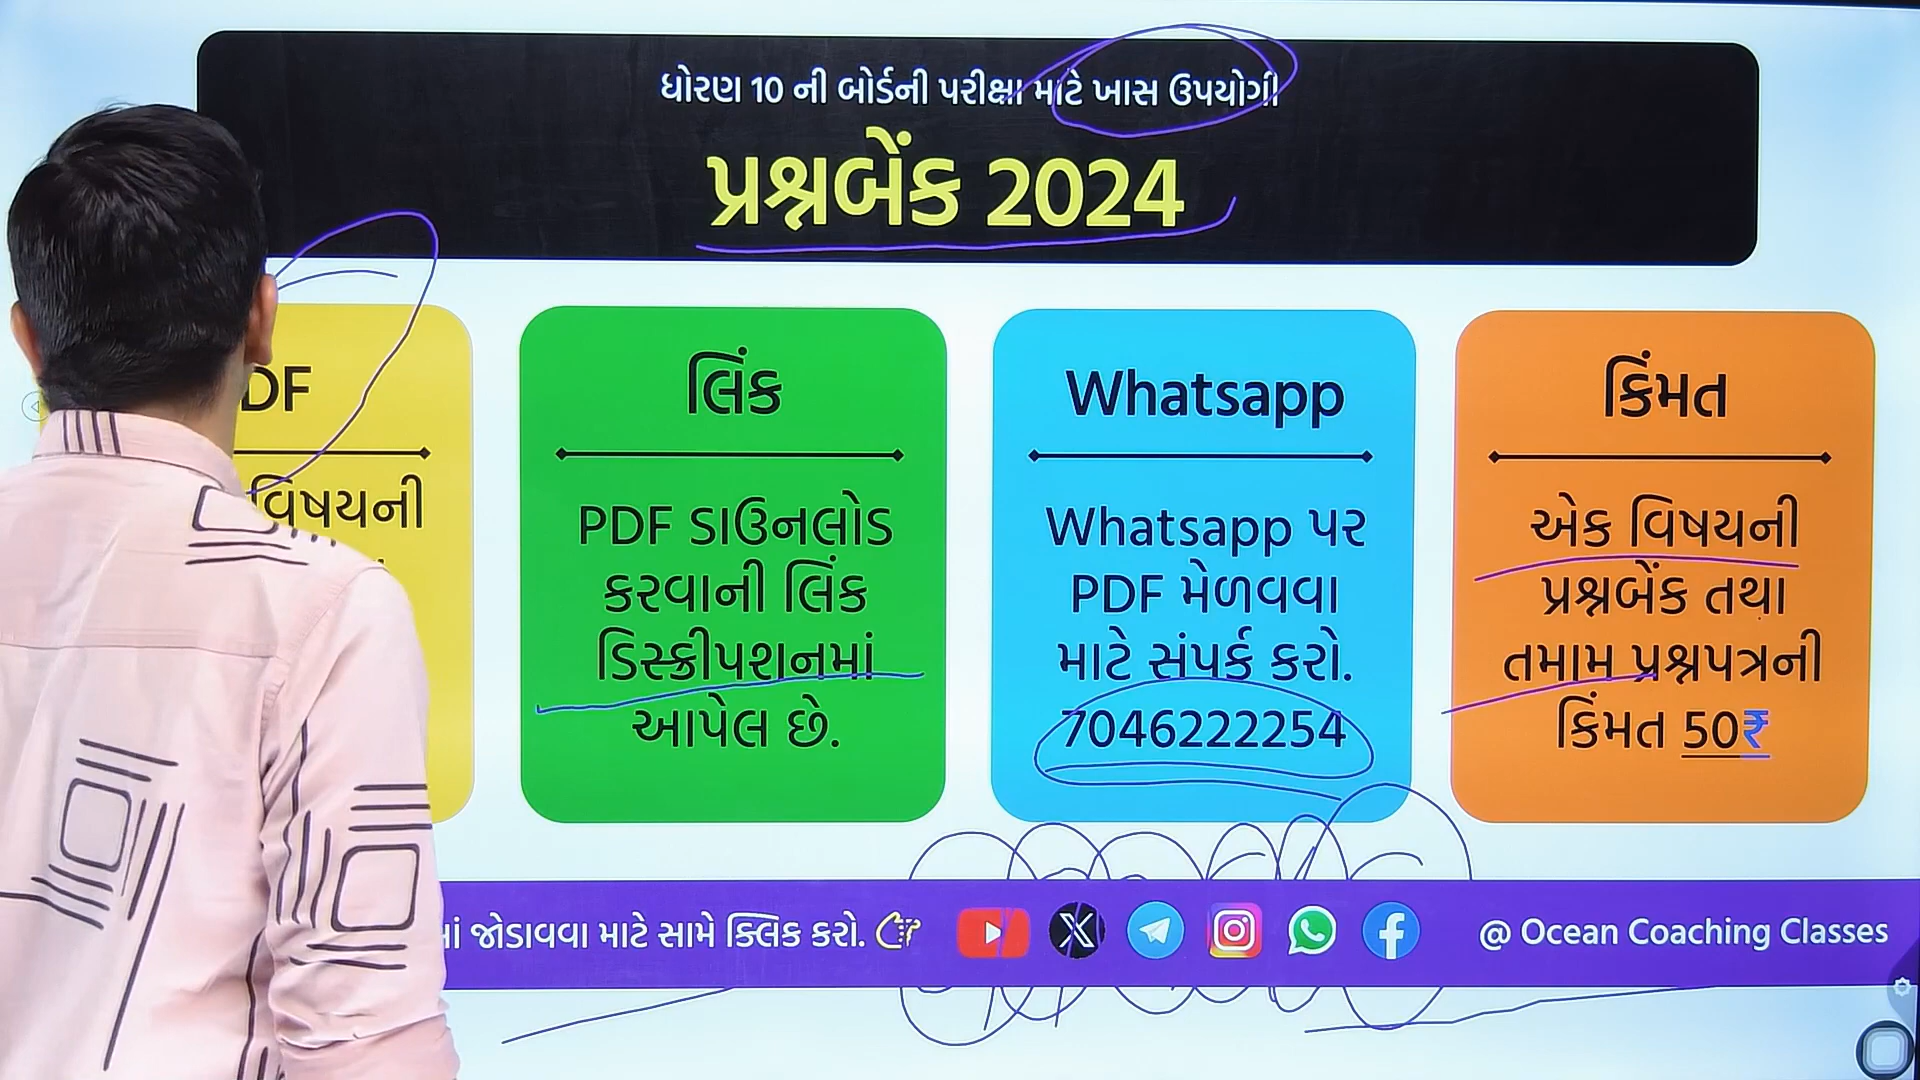 ધોરણ 10 ની બોર્ડની પરીક્ષા માટે ખાસ ઉપયોગી
પ્રશ્નબેંક 2024
DF
વિષયની
લિંક
PDF ડાઉનલોડ
કરવાની લિંક
ડિસ્ક્રીપશનમાં
આપેલ છે.
Whatsapp
Whatsapp પર
PDF મેળવવા
માટે સંપર્ક કરો.
7046222254
કિંમત
એક વિષયની
પ્રશ્નબેંક તથા
તમામ પ્રશ્નપત્રની
કિંમત 50₹
જોડાવવા માટે સામે ક્લિક કરો.
@ Ocean Coaching Classes